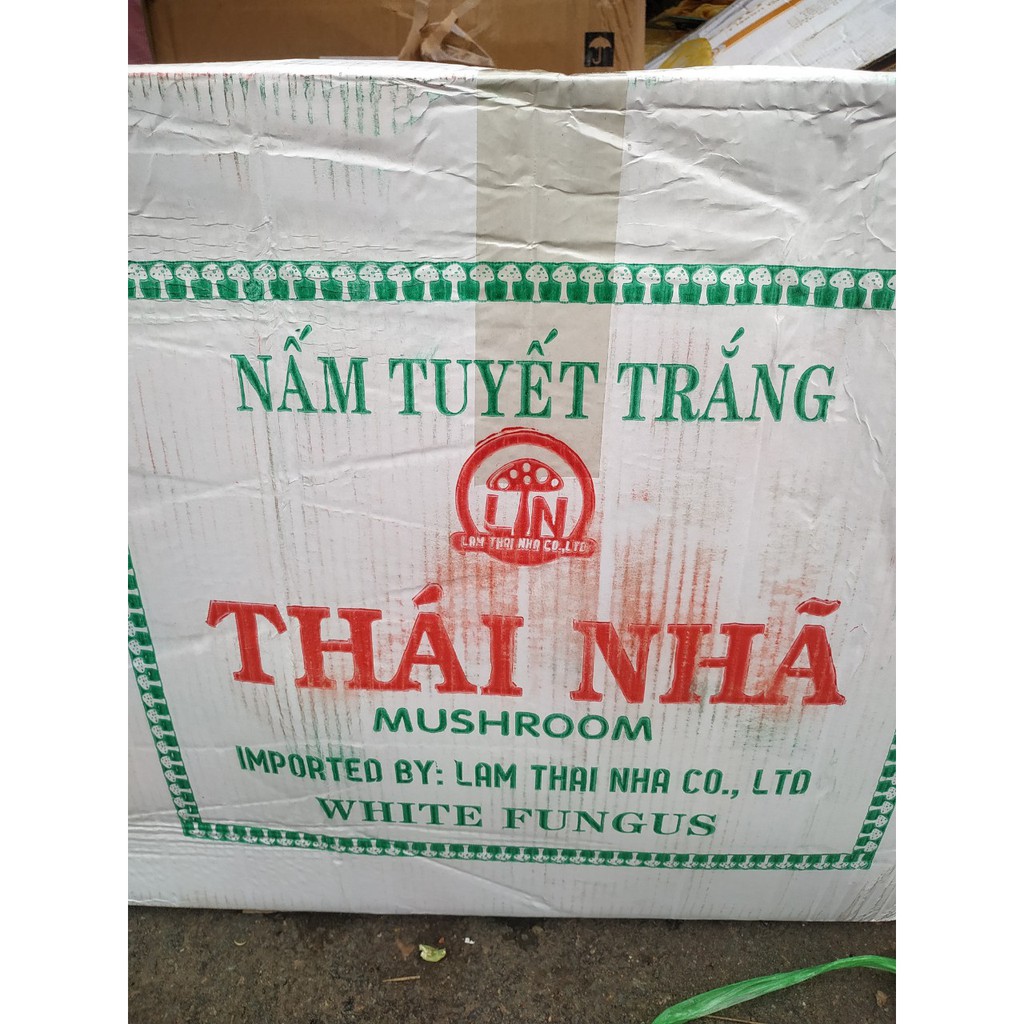 NẤM TUYẾT TRẮNG
LTN
LAM THAI NHA CO.,LTD
THÁI NHÃ
MUSHROOM
IMPORTED BY: LAM THAI NHA CO., LTD
WHITE FUNGUS